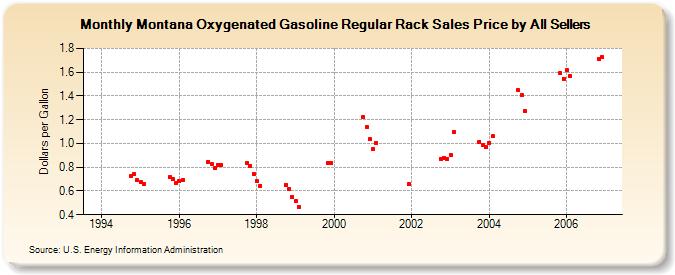 Monthly Montana Oxygenated Gasoline Regular Rack Sales Price by All Sellers
Dollars per Gallon
1.8
1.6
1.4
1.2
1.0
0.8
0.6
0.4
1994 1996 1998 2000 2002 2004 2006
Source: U.S. Energy Information Administration